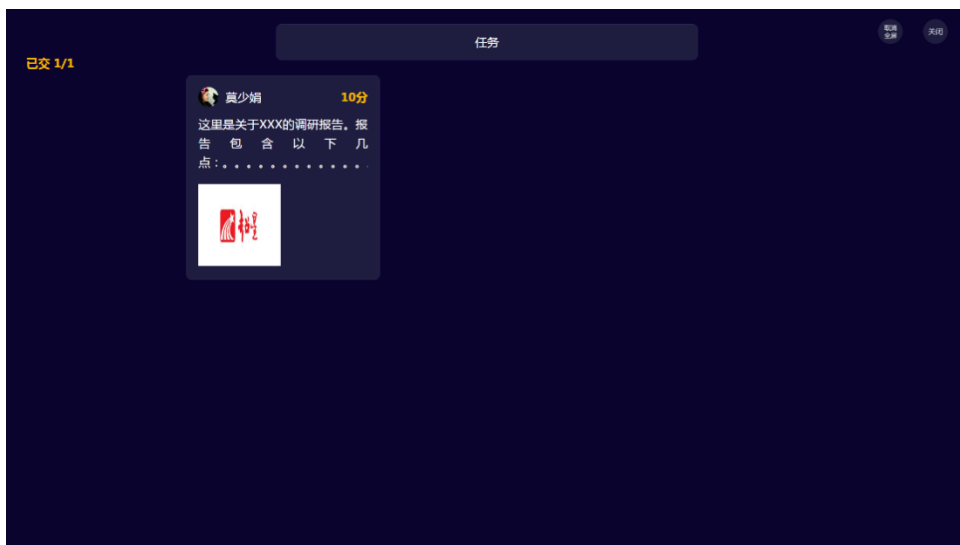 任务
取消
全屏
关闭
已交 1/1
莫少娟
10分
这里是关于XXX的调研报告。报
告包含以下几
点：。。。。。。。。。。。。